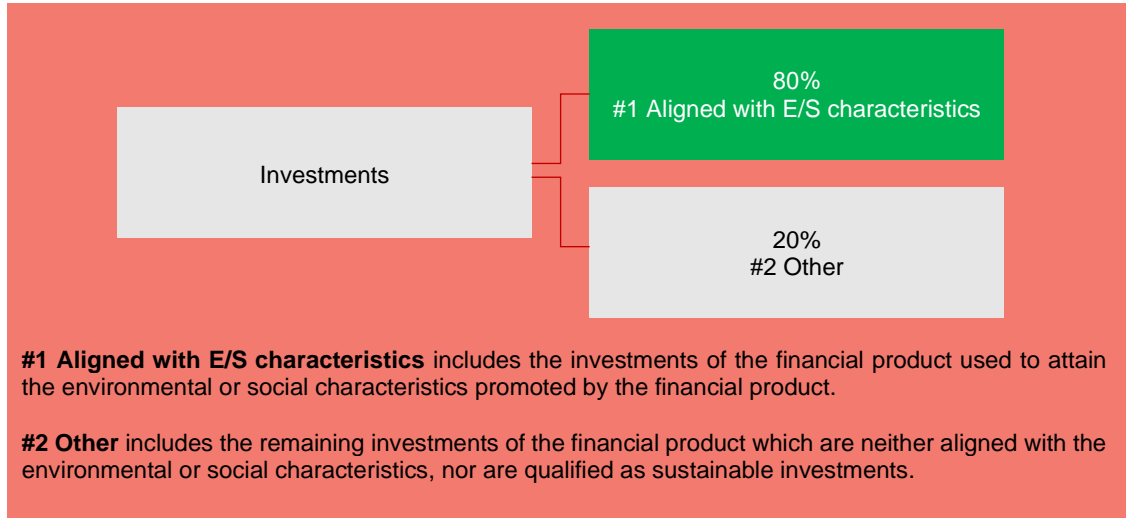 80%
#1 Aligned with E/S characteristics
Investments
20%
#2 Other
#1 Aligned with E/S characteristics includes the investments of the financial product used to attain
the environmental or social characteristics promoted by the financial product.
#2 Other includes the remaining investments of the financial product which are neither aligned with the
environmental or social characteristics, nor are qualified as sustainable investments.